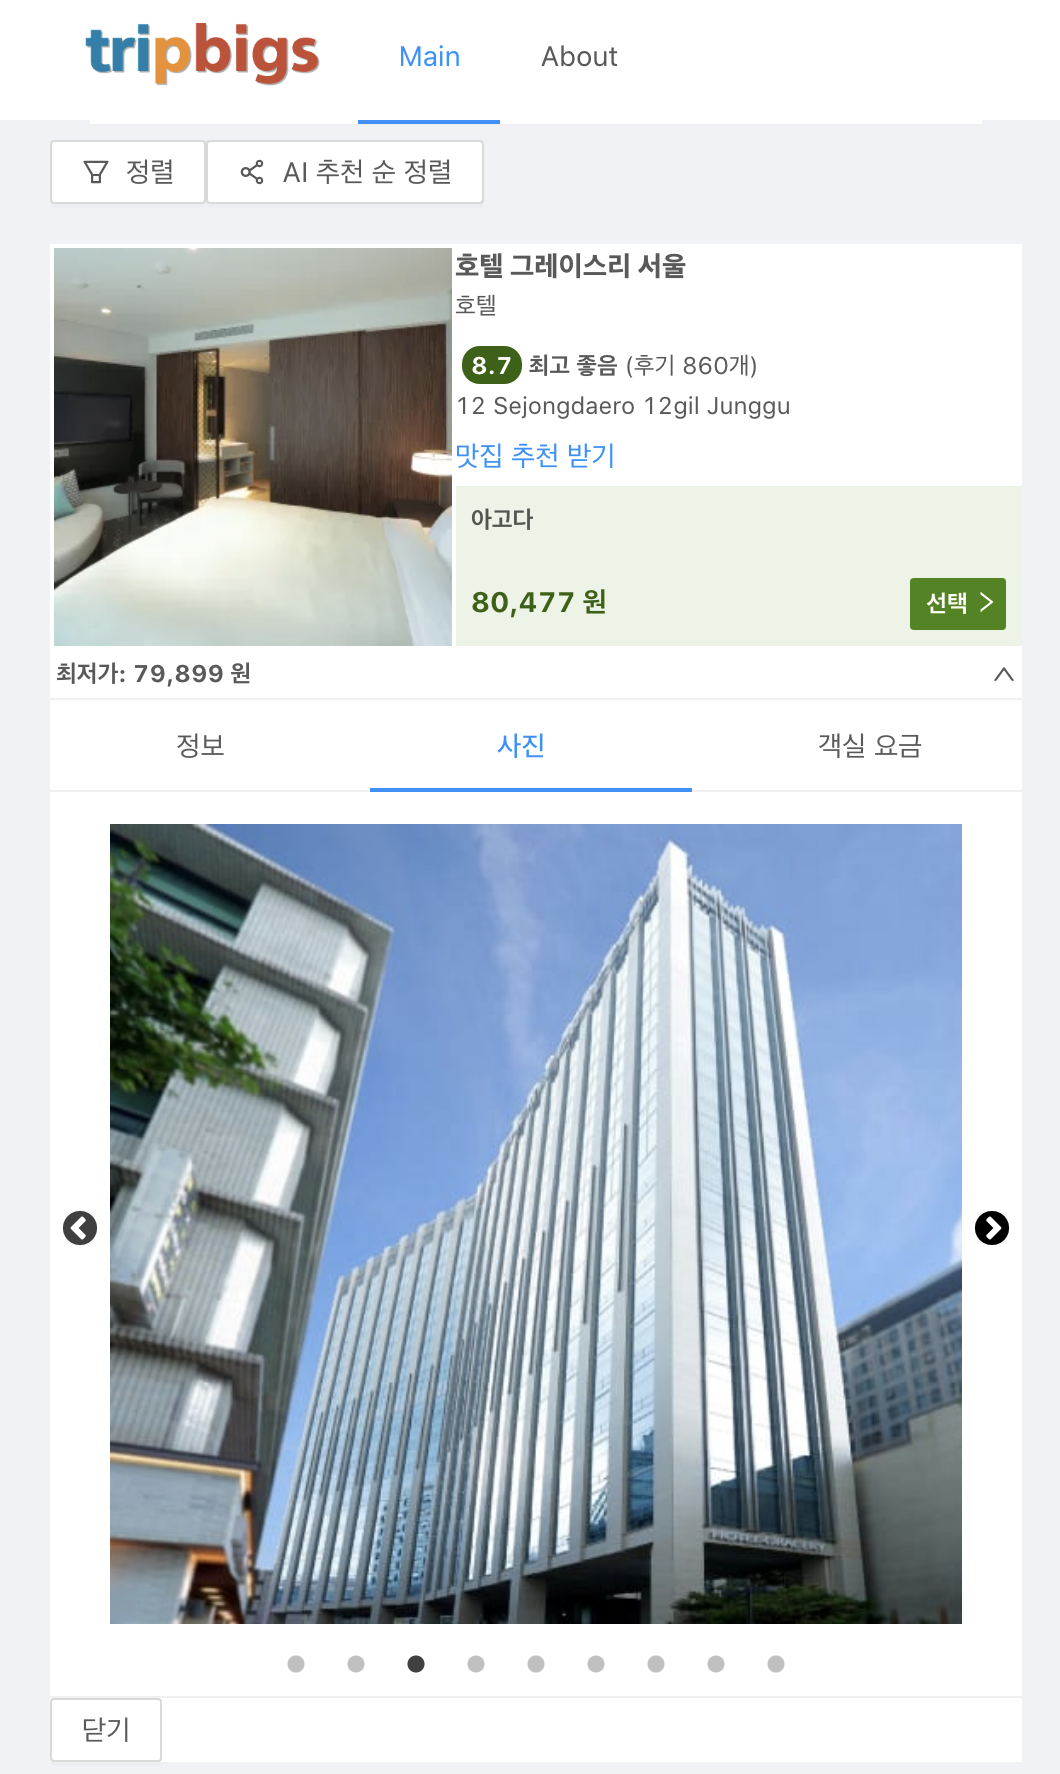 tripbigs
Main
About
정렬
AI 추천 순 정렬
호텔 그레이스리 서울
호텔
8.7 최고 좋음 (후기 860개)
12 Sejongdaero 12gil Junggu
맛집 추천 받기
아고다
80,477 원
선택
최저가: 79,899 원
정보
사진
객실 요금
HOTEL GRACERY
닫기